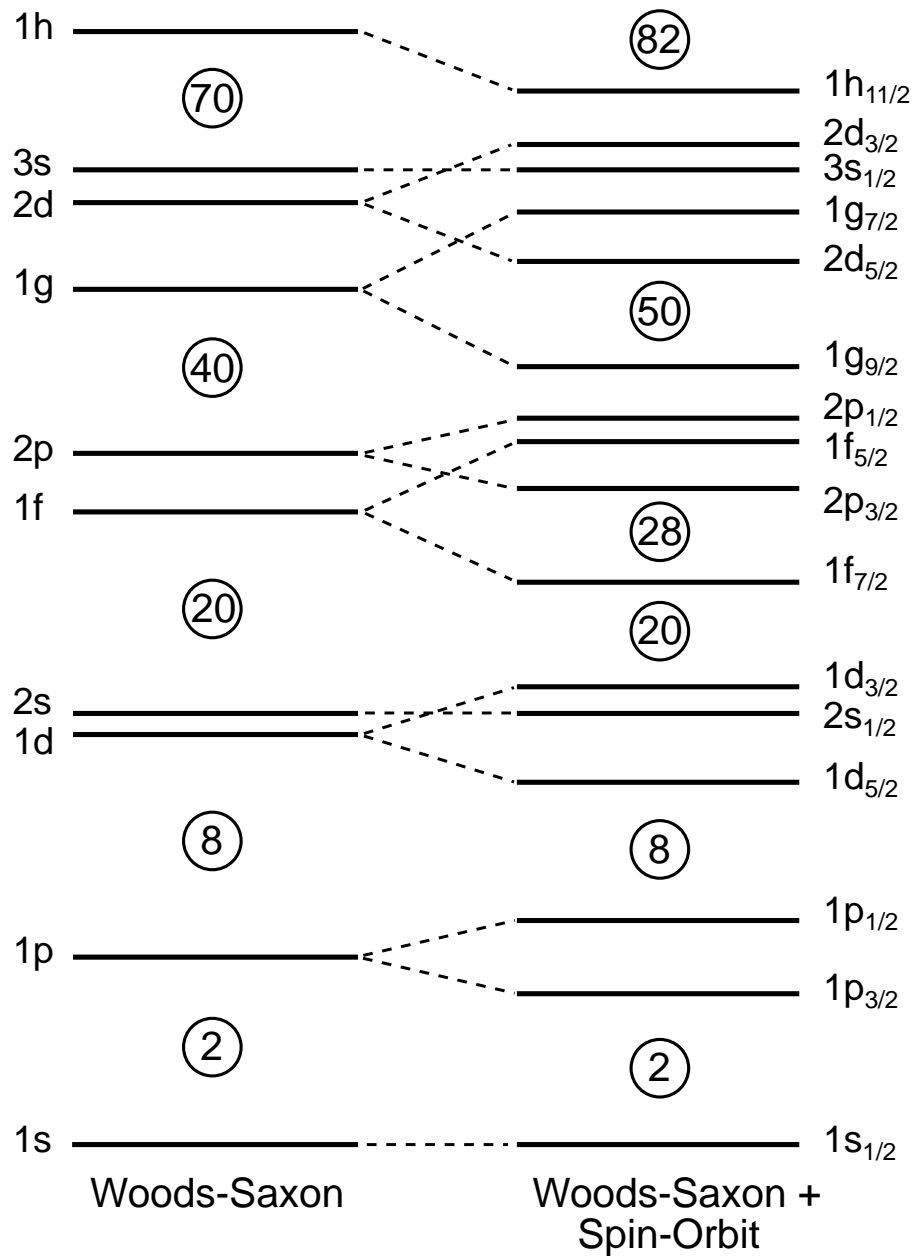 1h
82
70
1h11/2
2d3/2
3s
3s1/2
2d
1g7/2
2d5/2
1g
50
40
1g9/2
2p1/2
2p
1f5/2
2p3/2
1f
28
1f7/2
20
20
1d3/2
2s
2s1/2
1d
1d5/2
8
8
1p1/2
1p
1p3/2
2
2
1s
1s1/2
Woods-Saxon
Woods-Saxon +
Spin-Orbit